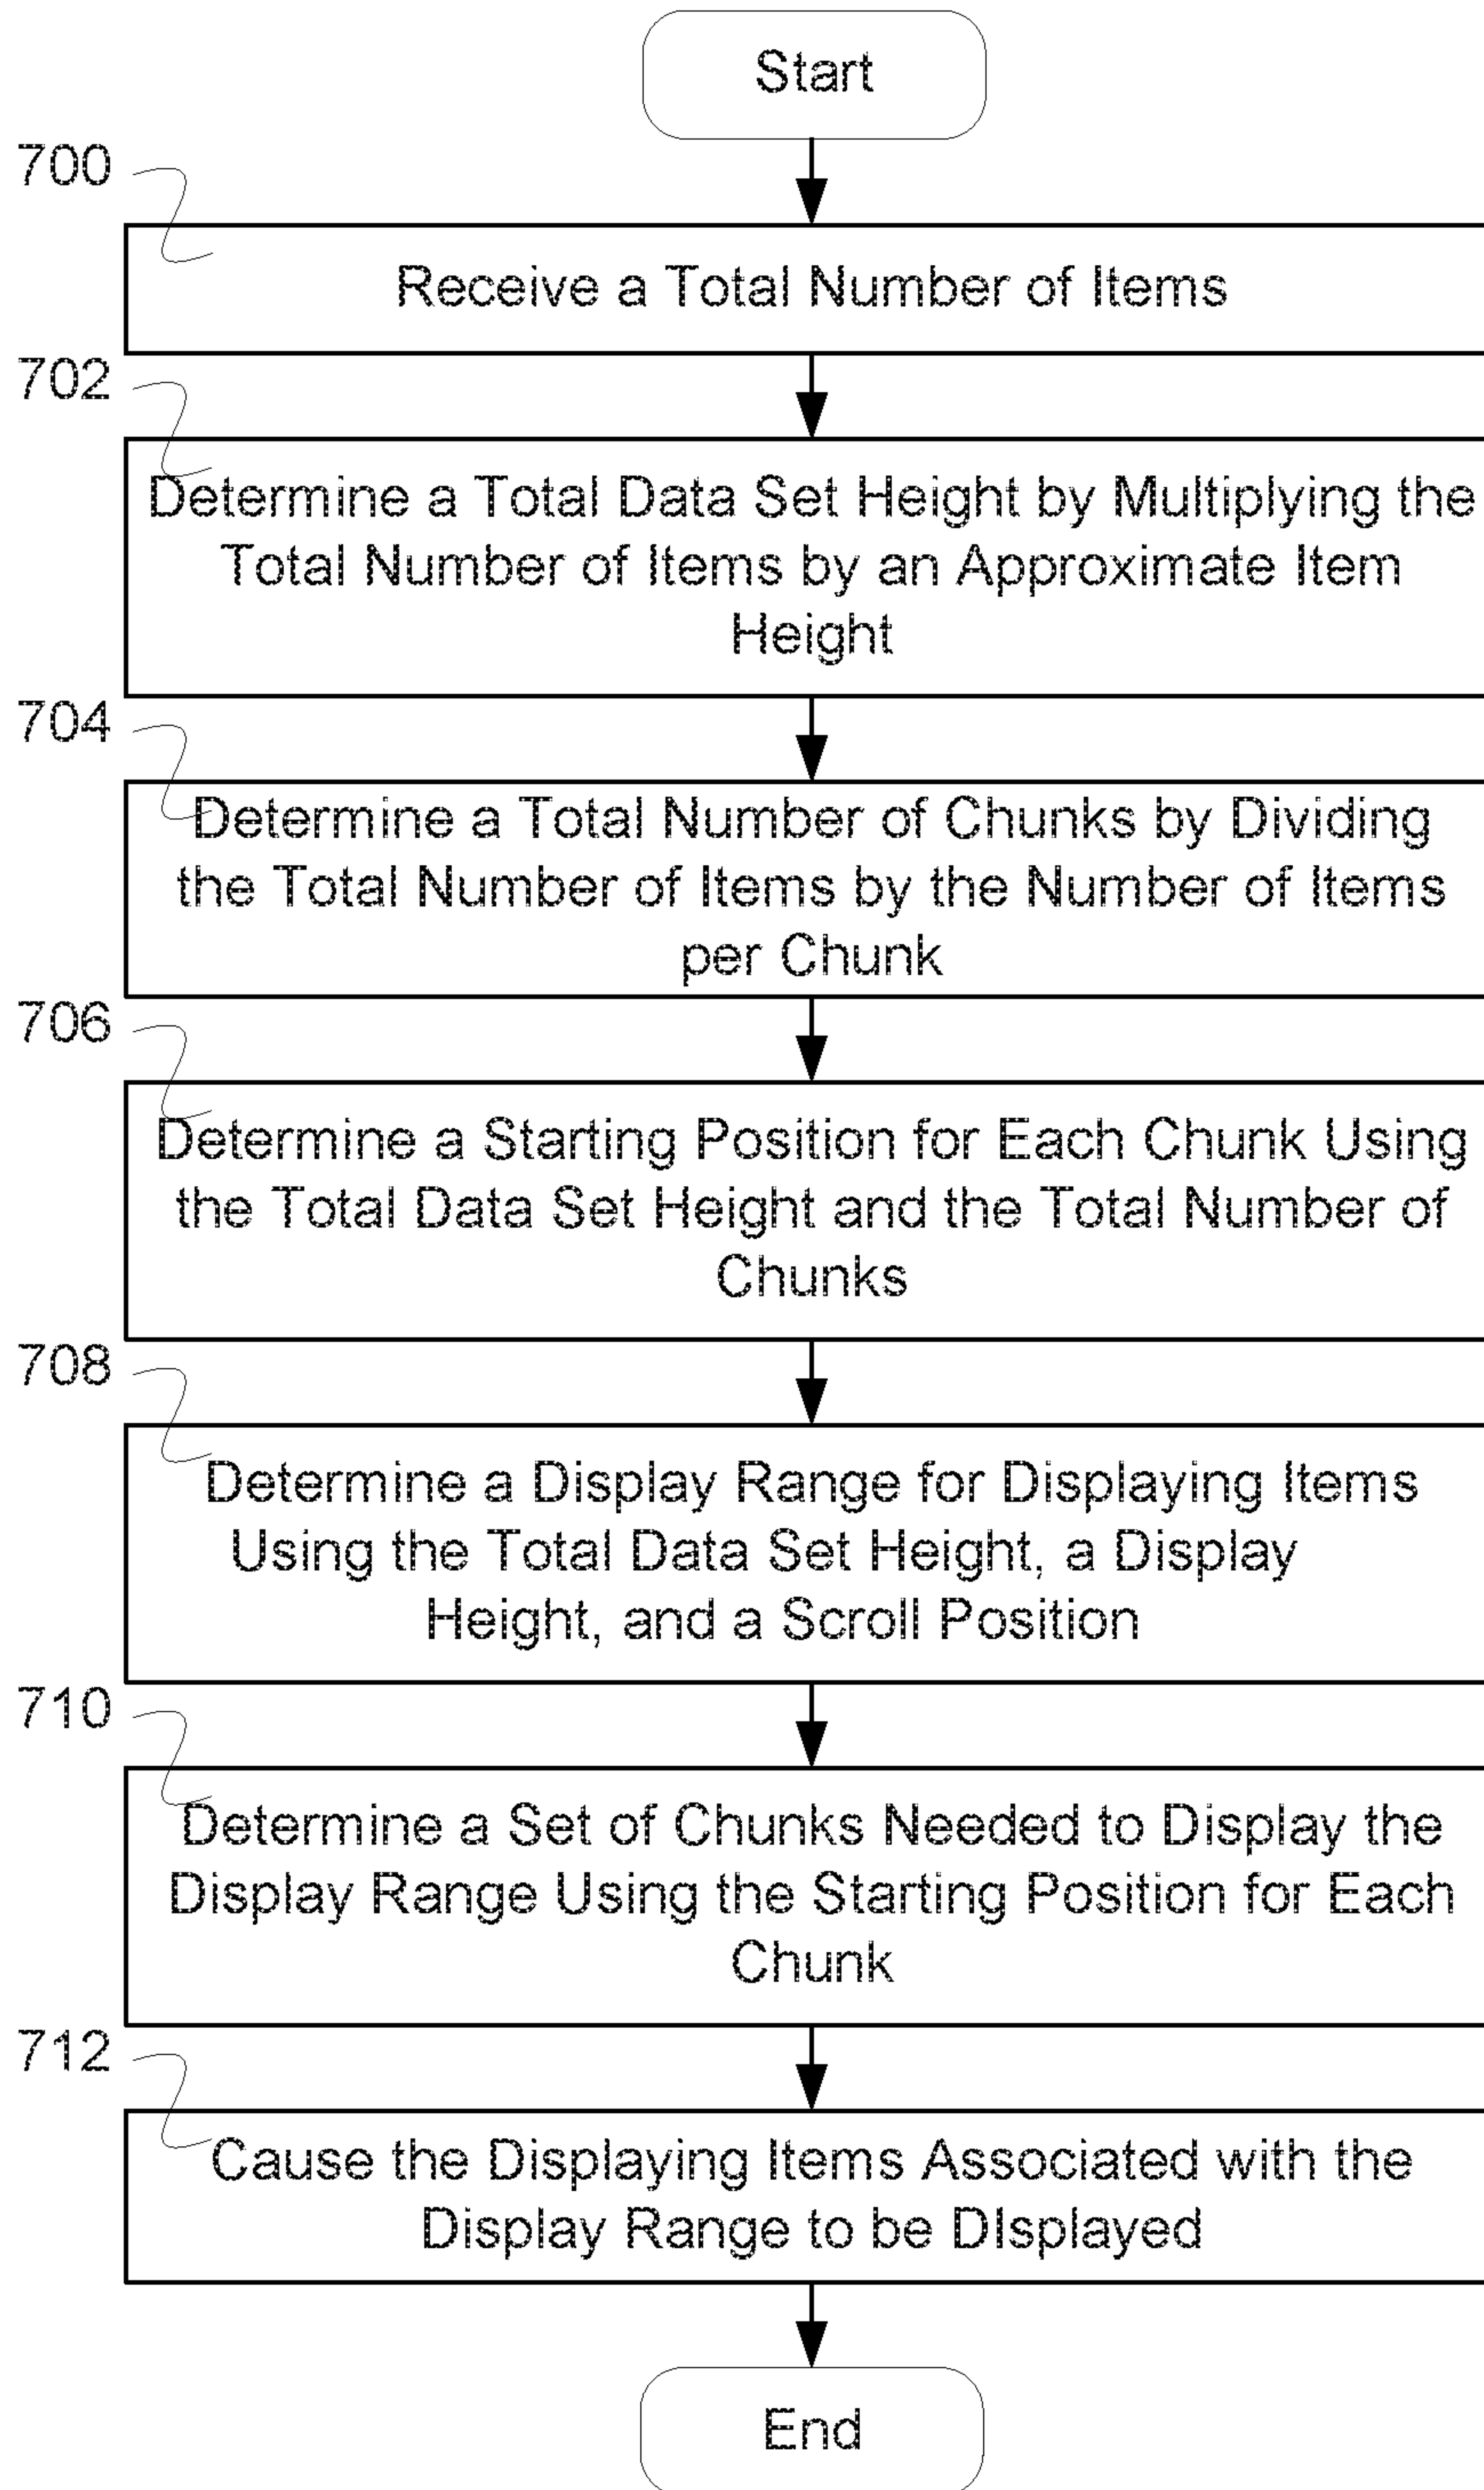 Start
700
Receive a Total Number of Items
702
Determine a Total Data Set Height by Multiplying the
Total Number of Items by an Approximate Item
Height
704
Determine a Total Number of Chunks by Dividing
the Total Number of Items by the Number of Items
per Chunk
706
Determine a Starting Position for Each Chunk Using
the Total Data Set Height and the Total Number of
Chunks
708
Determine a Display Range for Displaying Items
Using the Total Data Set Height, a Display
Height, and a Scroll Position
710
Determine a Set of Chunks Needed to Display the
Display Range Using the Starting Position for Each
Chunk
712
Cause the Displaying Items Associated with the
Display Range to be DIsplayed
End